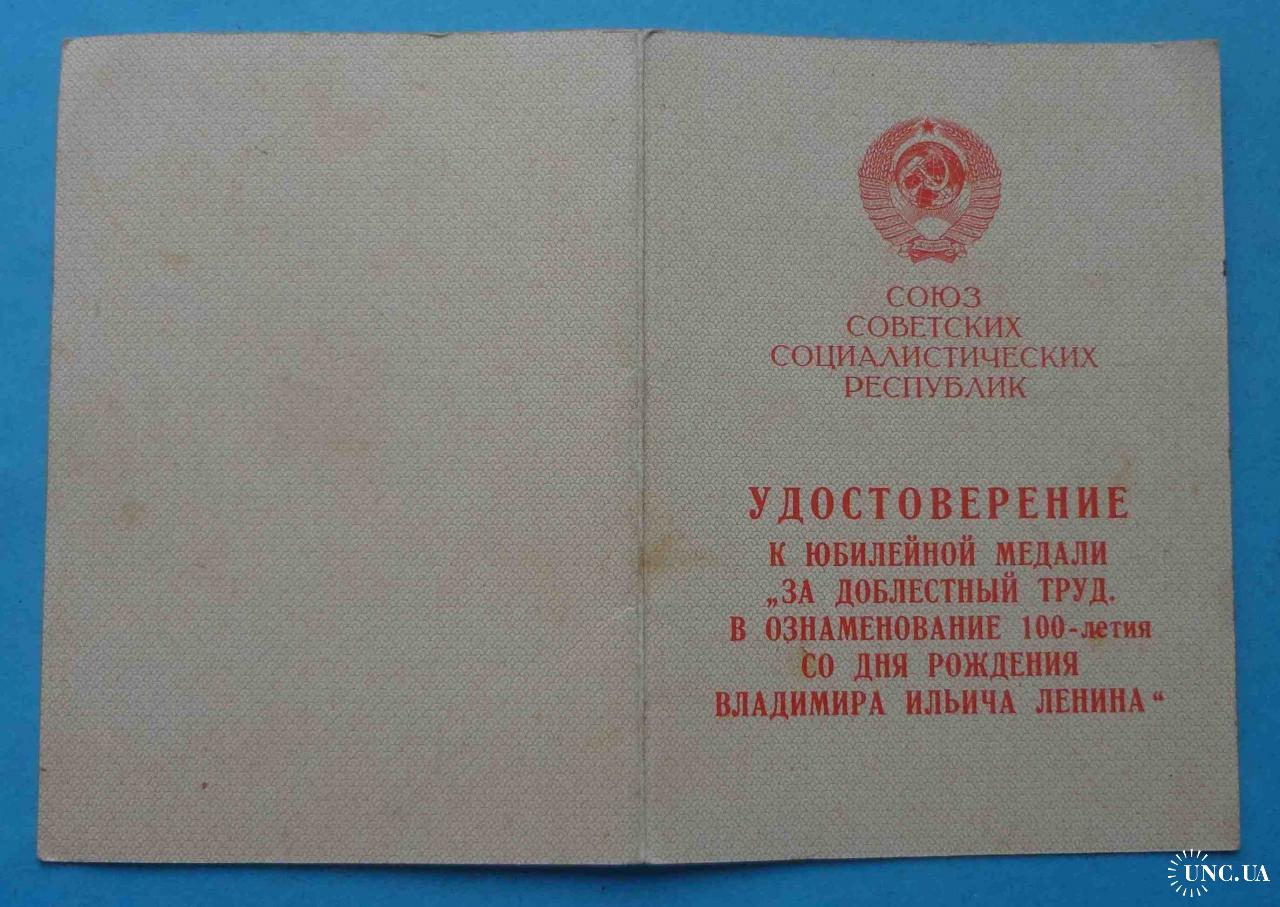 СОЮЗ
СОВЕТСКИХ
СОЦИАЛИСТИЧЕСКИХ
РЕСПУБЛИК
УДОСТОВЕРЕНИЕ
К ЮБИЛЕЙНОЙ МЕДАЛИ
„ЗА ДОБЛЕСТНЫЙ ТРУД.
В ОЗНАМЕНОВАНИЕ 100-летия
СО ДНЯ РОЖДЕНИЯ
ВЛАДИМИРА ИЛЬИЧА ЛЕНИНА“
UNC.UA